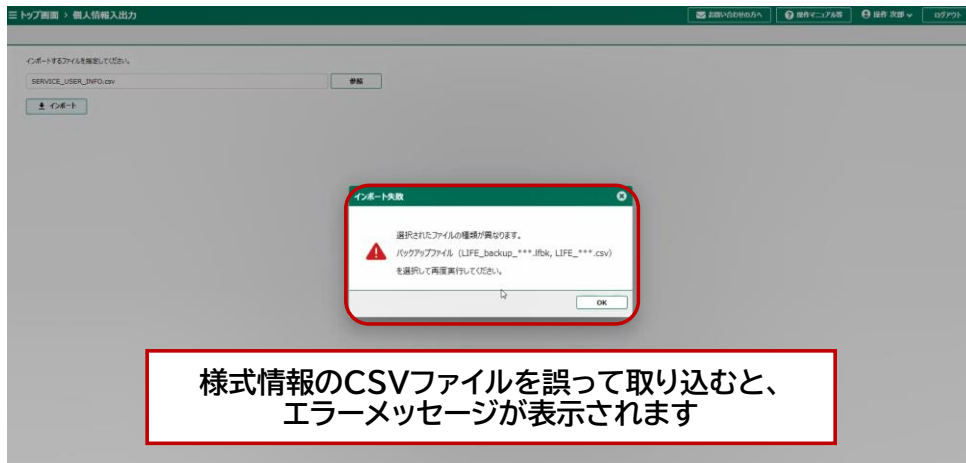 トップ画面 > 個人情報入出力
お問い合わせの方へ
操作マニュアル等
操作 次郎
ログアウト
インポートするファイルを指定してください。
SERVICE_USER_INFO.csv
参照
インポート
インポート失敗
選択されたファイルの種類が異なります。
バックアップファイル（LIFE_backup_***.lfbk, LIFE_***.csv）
を選択して再度実行してください。
OK
様式情報のCSVファイルを誤って取り込むと、
エラーメッセージが表示されます